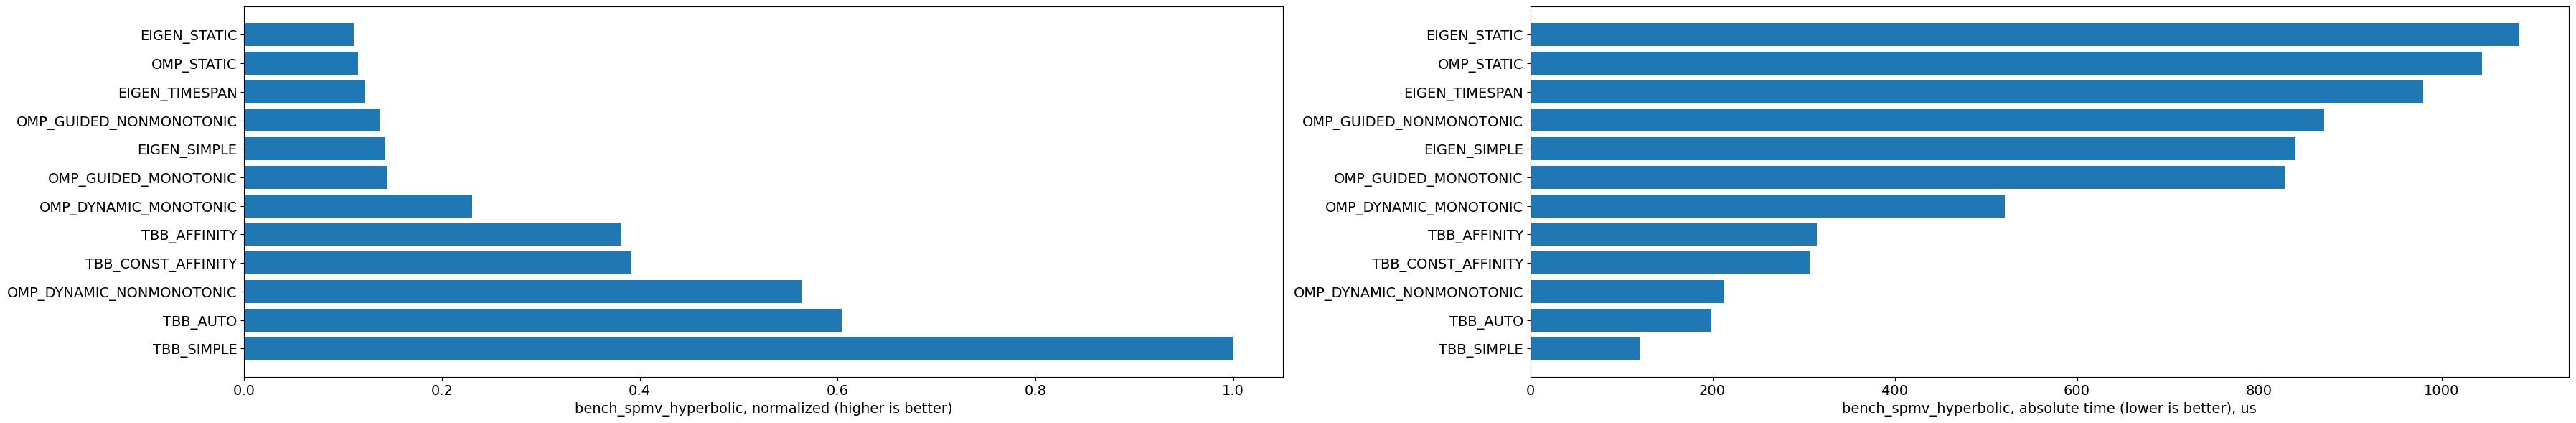 EIGEN_STATIC
OMP_STATIC
EIGEN_TIMESPAN
OMP_GUIDED_NONMONOTONIC
EIGEN_SIMPLE
OMP_GUIDED_MONOTONIC
OMP_DYNAMIC_MONOTONIC
TBB_AFFINITY
TBB_CONST_AFFINITY
OMP_DYNAMIC_NONMONOTONIC
TBB_AUTO
TBB_SIMPLE
0.0 0.2 0.4 0.6 0.8 1.0
bench_spmv_hyperbolic, normalized (higher is better)
EIGEN_STATIC
OMP_STATIC
EIGEN_TIMESPAN
OMP_GUIDED_NONMONOTONIC
EIGEN_SIMPLE
OMP_GUIDED_MONOTONIC
OMP_DYNAMIC_MONOTONIC
TBB_AFFINITY
TBB_CONST_AFFINITY
OMP_DYNAMIC_NONMONOTONIC
TBB_AUTO
TBB_SIMPLE
0 200 400 600 800 1000
bench_spmv_hyperbolic, absolute time (lower is better), us